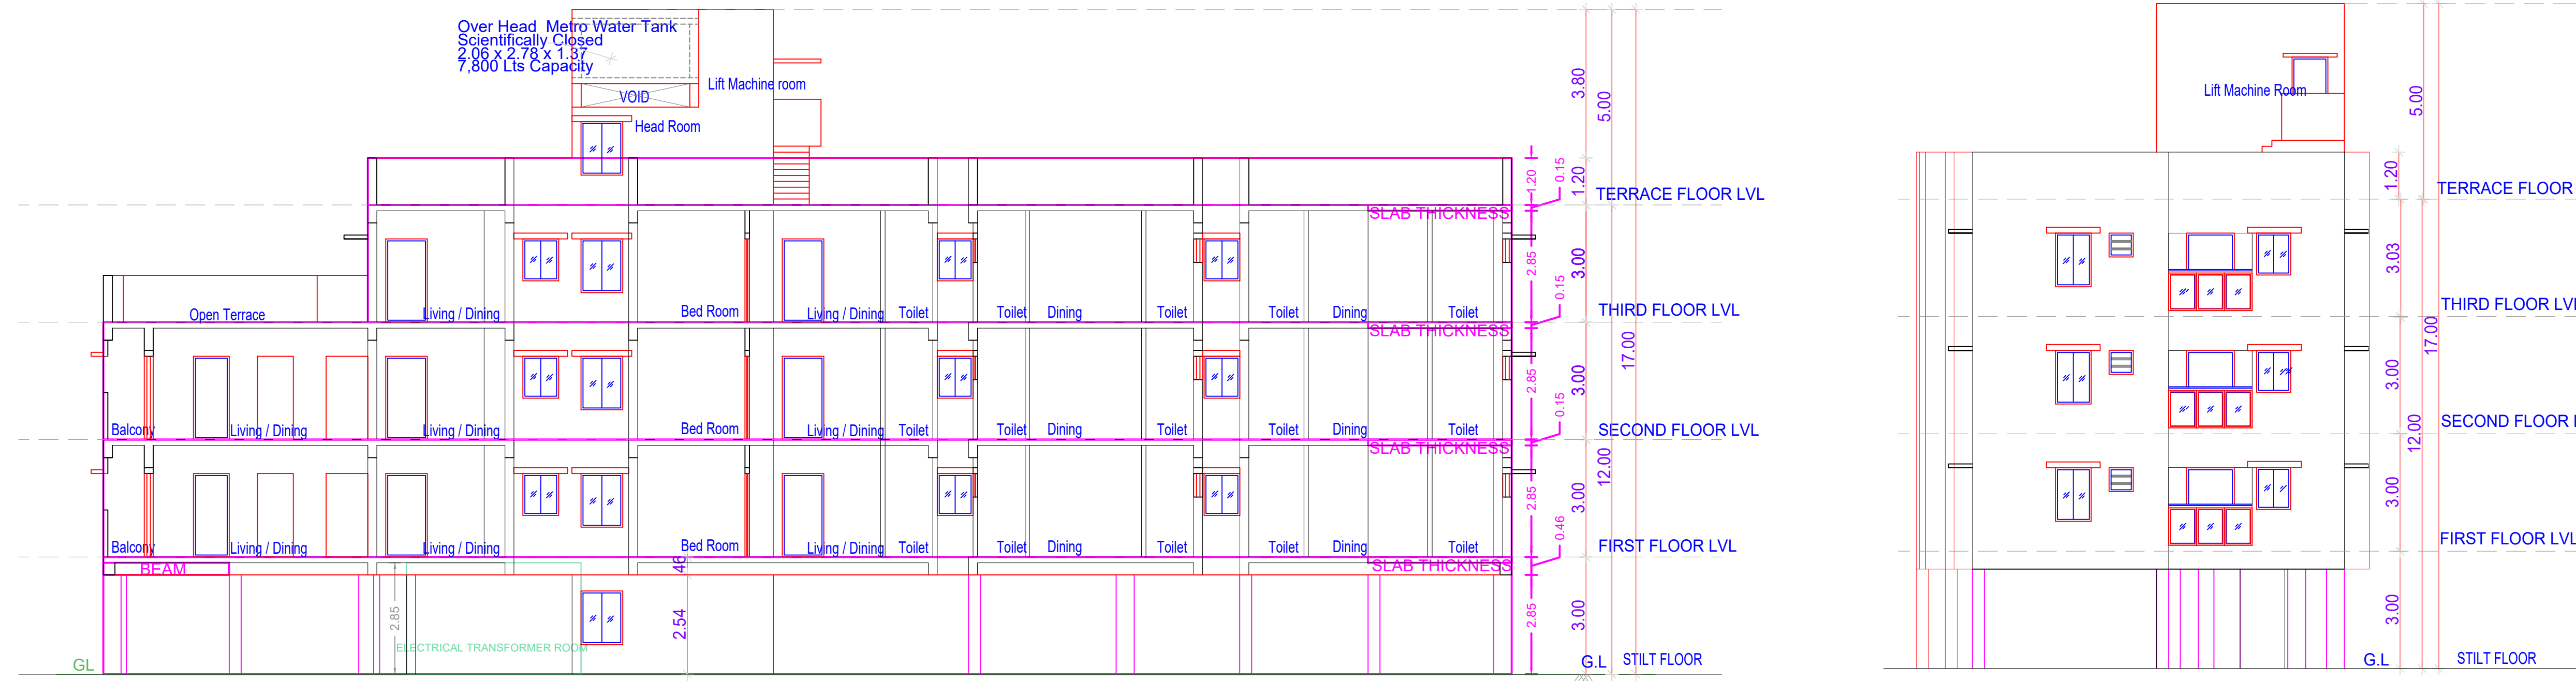 Over Head Metro Water Tank
Scientifically Closed
2.06 x 2.78 x 1.37
7,800 Lts Capacity
VOID
Lift Machine room
Head Room
3.80
5.00
1.20
0.15
1.20
TERRACE FLOOR LVL
SLAB THICKNESS
2.85
3.00
Open Terrace
Living / Dining
Bed Room
Living / Dining
Toilet
Toilet
Dining
Toilet
Toilet
Dining
Toilet
0.15
THIRD FLOOR LVL
SLAB THICKNESS
17.00
2.85
3.00
Balcony
Living / Dining
Living / Dining
Bed Room
Living / Dining
Toilet
Toilet
Dining
Toilet
Toilet
Dining
Toilet
0.15
SECOND FLOOR LVL
SLAB THICKNESS
12.00
2.85
3.00
Balcony
Living / Dining
Living / Dining
Bed Room
Living / Dining
Toilet
Toilet
Dining
Toilet
Toilet
Dining
Toilet
0.46
FIRST FLOOR LVL
BEAM
46
SLAB THICKNESS
2.85
2.54
2.85
3.00
ELECTRICAL TRANSFORMER ROOM
GL
G.L
STILT FLOOR
Lift Machine Room
5.00
1.20
TERRACE FLOOR
3.03
THIRD FLOOR LV
17.00
3.00
SECOND FLOOR
12.00
3.00
FIRST FLOOR LVL
3.00
G.L
STILT FLOOR